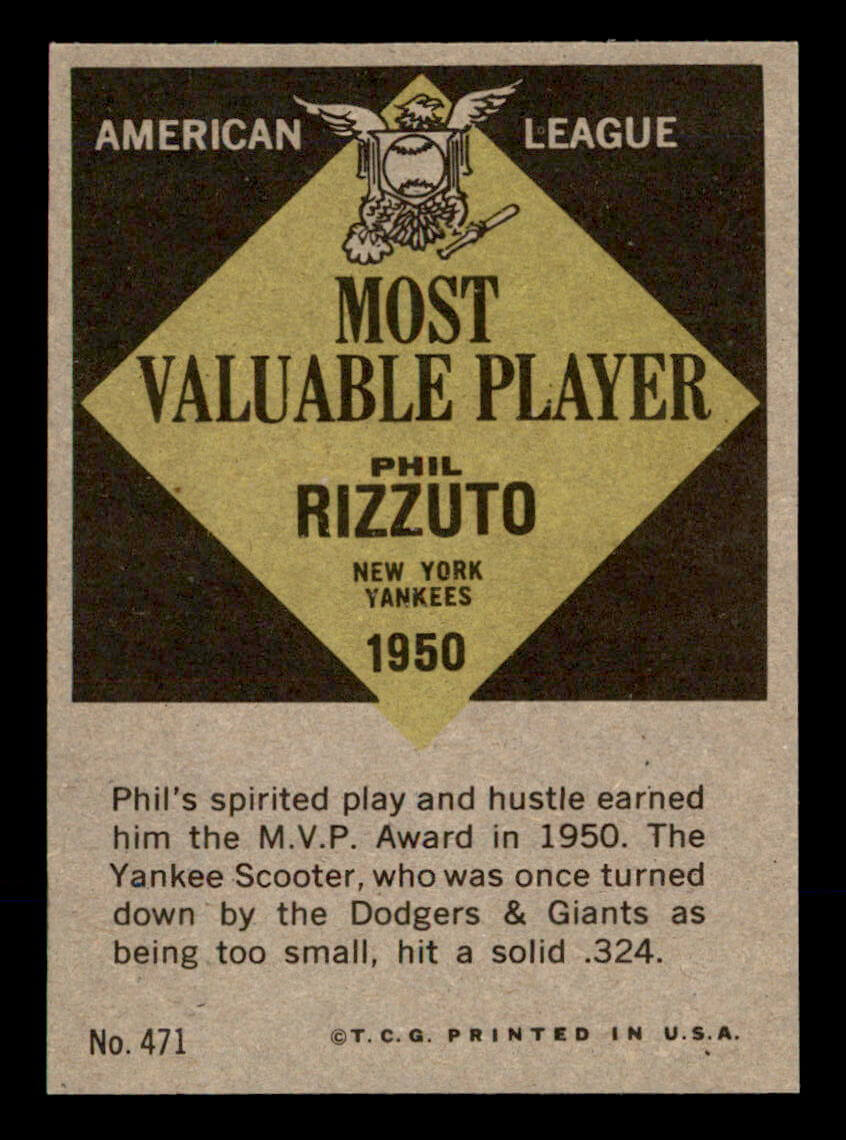 AMERICAN LEAGUE
MOST
VALUABLE PLAYER
PHIL
RIZZUTO
NEW YORK
YANKEES
1950
Phil's spirited play and hustle earned
him the M.V.P. Award in 1950. The
Yankee Scooter, who was once turned
down by the Dodgers & Giants as
being too small, hit a solid .324.
No. 471 ©T. C. G. PRINTED IN U.S.A.